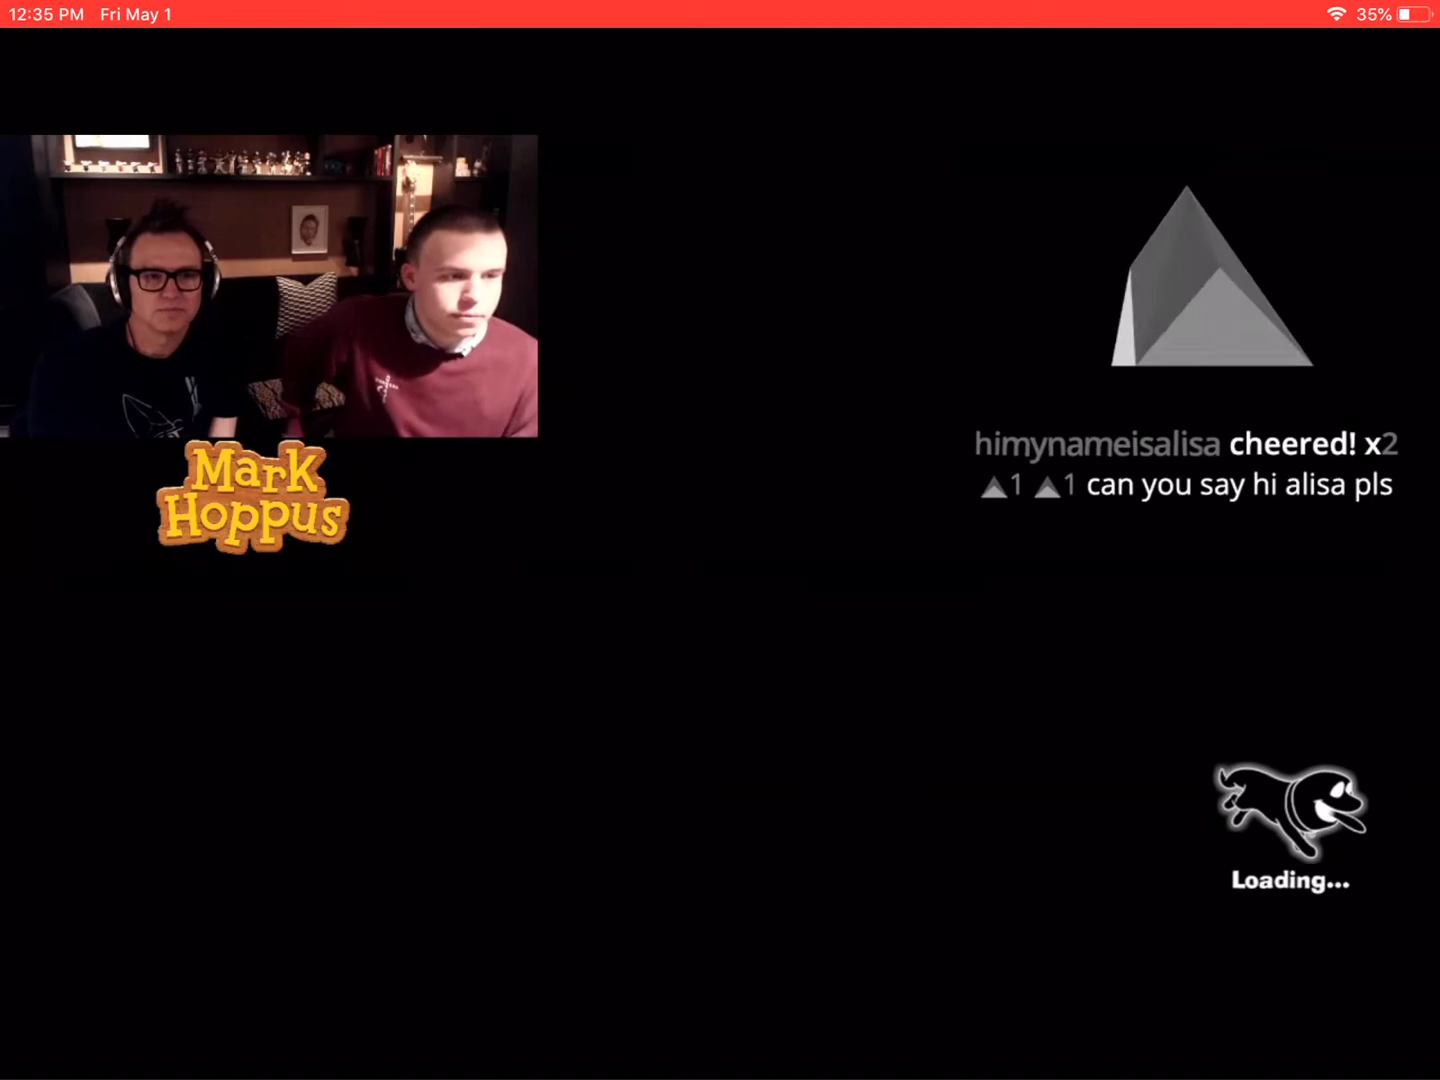 12:35 PM Fri May 1
35%
Mark
Hoppus
himynameisalisa cheered! x2
1 1 can you say hi alisa pls
Loading...